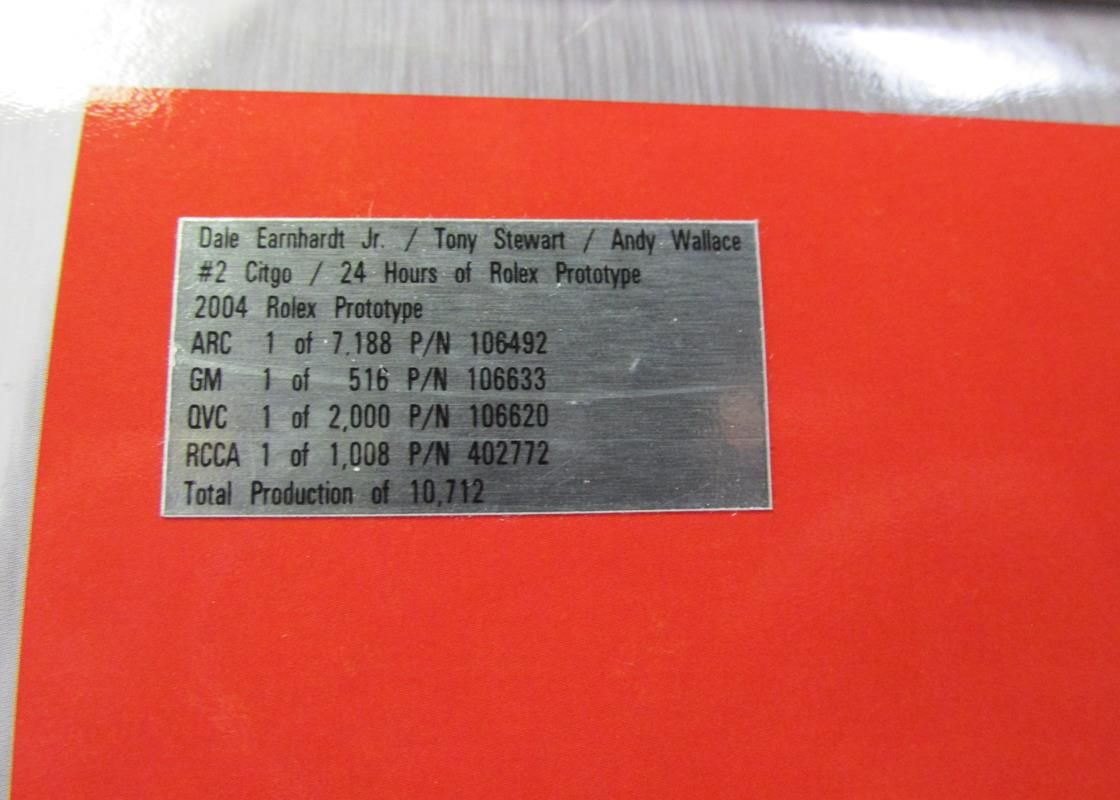 Dale Earnhardt Jr. / Tony Stewart / Andy Wallace
#2 Citgo / 24 Hours of Rolex Prototype
2004 Rolex Prototype
ARC 1 of 7,188 P/N 106492
GM 1 of 516 P/N 106633
QVC 1 of 2,000 P/N 106620
RCCA 1 of 1,008 P/N 402772
Total Production of 10,712